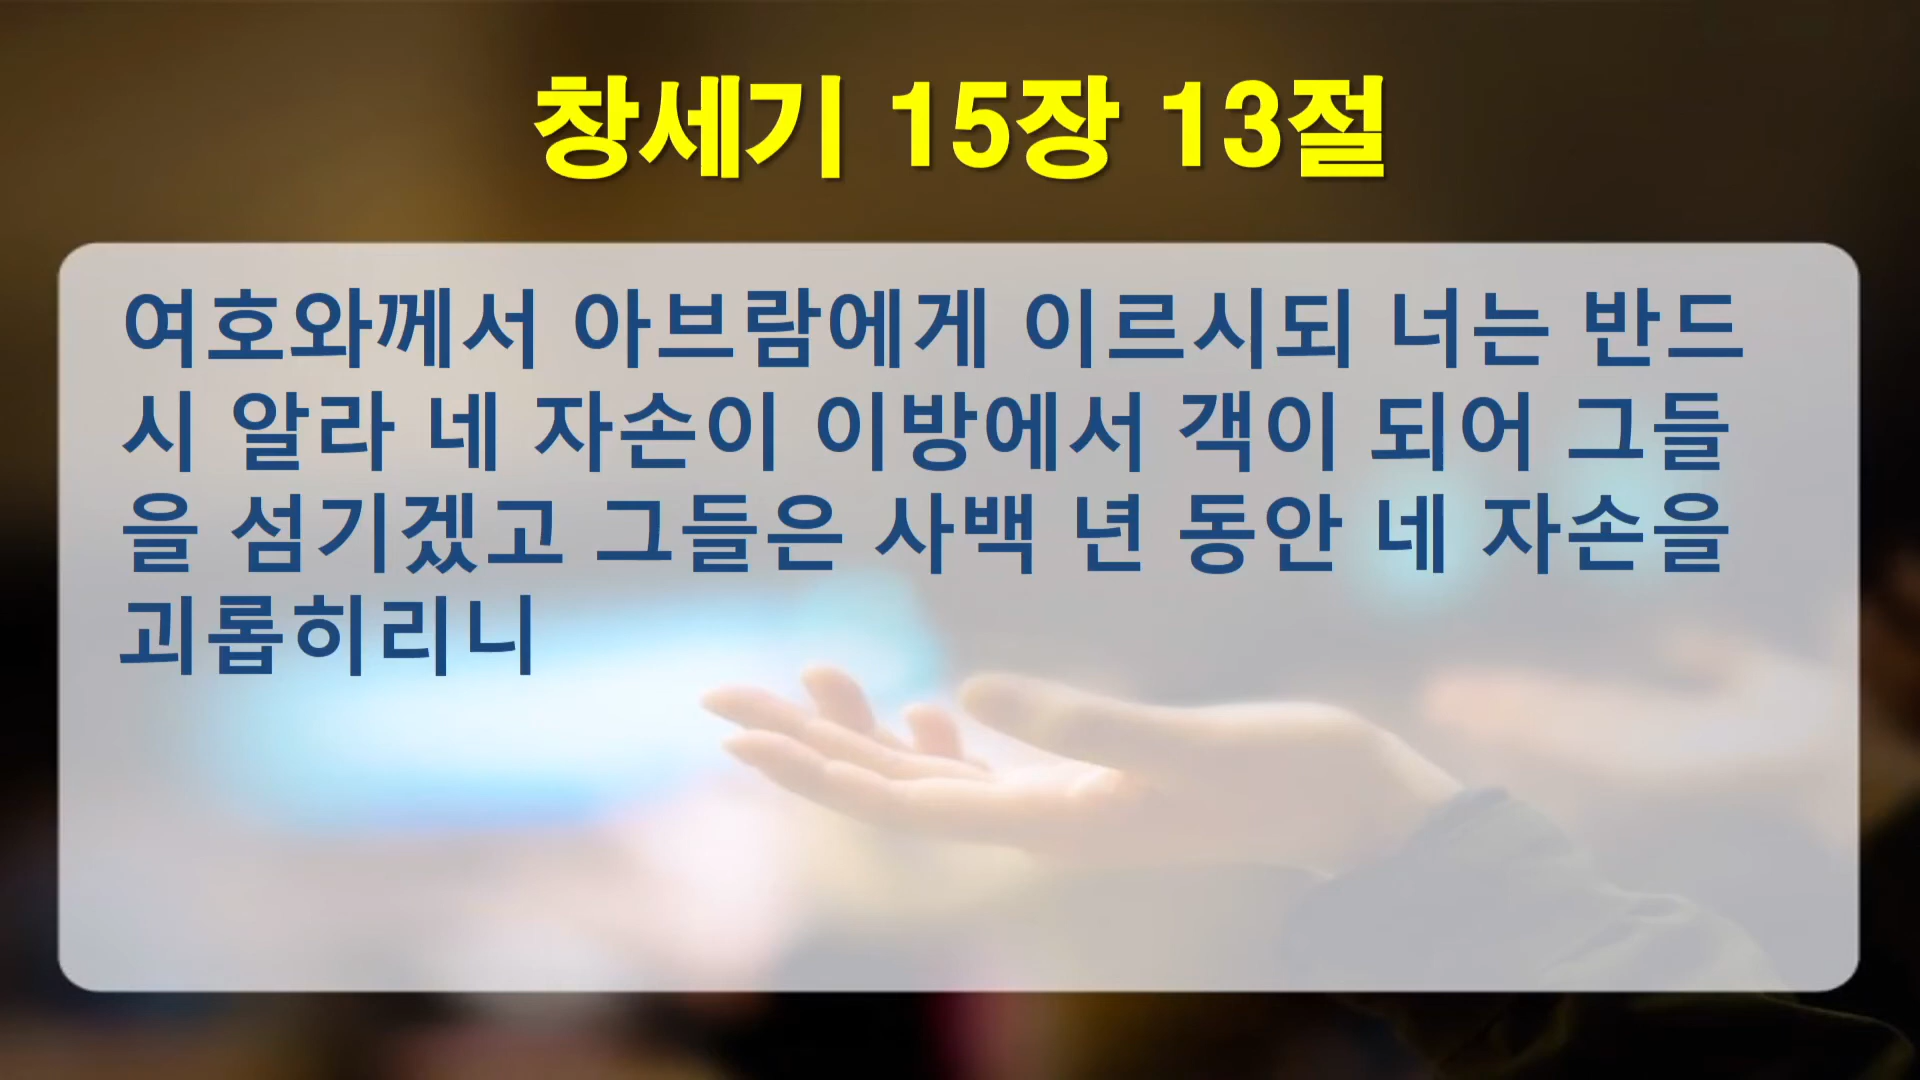 창세기 15장 13절
여호와께서 아브람에게 이르시되 너는 반드
시 알라 네 자손이 이방에서 객이 되어 그들
을 섬기겠고 그들은 사백 년 동안 네 자손을
괴롭히리니